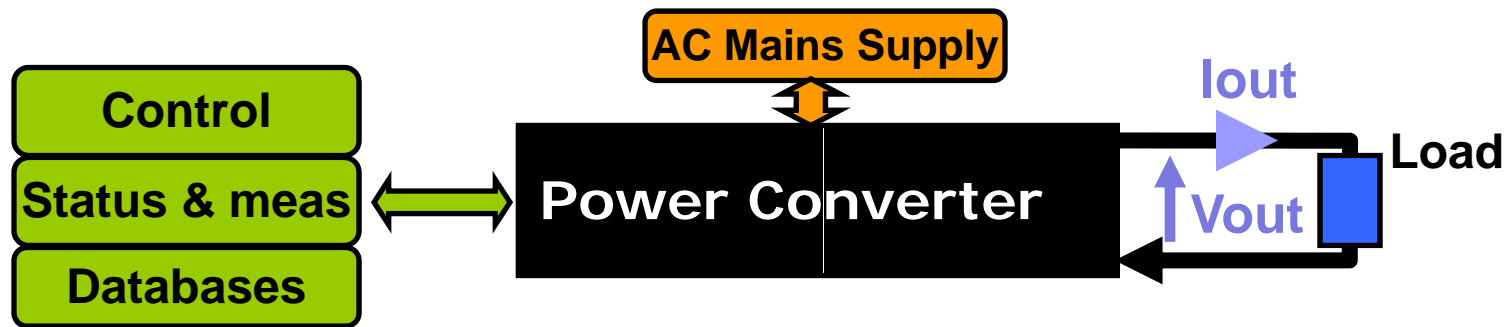 AC Mains Supply
Control
Status & meas
Databases
Power Converter
Iout
Vout
Load